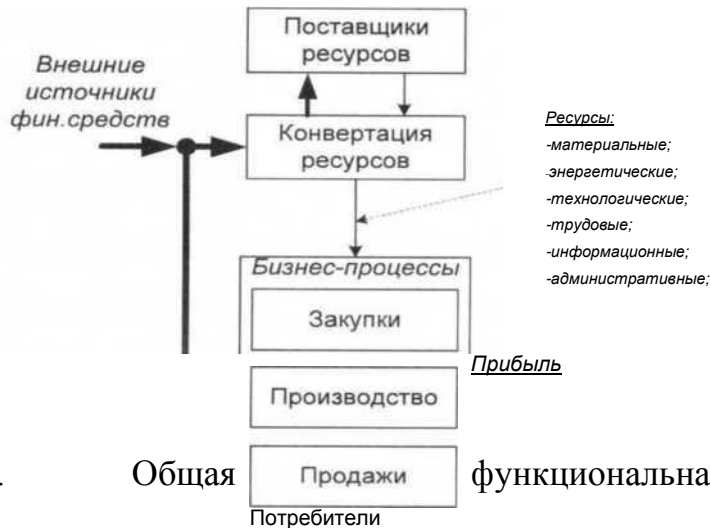 Поставщики
ресурсов
Внешние
источники
фин.средств
Конвертация
ресурсов
Ресурсы:
-материальные;
-энергетические;
-технологические;
-трудовые;
-информационные;
-административные;
Бизнес-процессы
Закупки
Прибыль
Производство
. Общая Продажи функциональна
Потребители